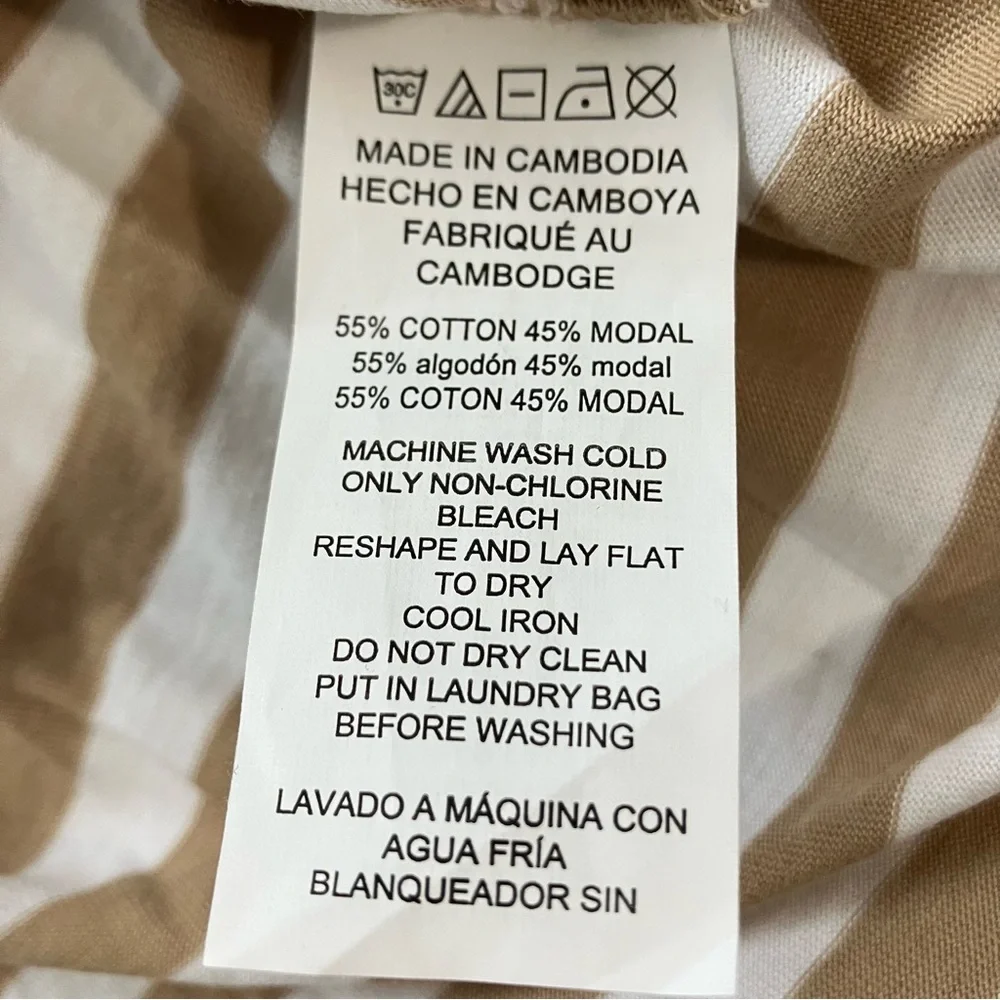 30C
MADE IN CAMBODIA
HECHO EN CAMBOYA
FABRIQUÉ AU
CAMBODGE
55% COTTON 45% MODAL
55% algodón 45% modal
55% COTON 45% MODAL
MACHINE WASH COLD
ONLY NON-CHLORINE
BLEACH
RESHAPE AND LAY FLAT
TO DRY
COOL IRON
DO NOT DRY CLEAN
PUT IN LAUNDRY BAG
BEFORE WASHING
LAVADO A MÁQUINA CON
AGUA FRÍA
BLANQUEADOR SIN